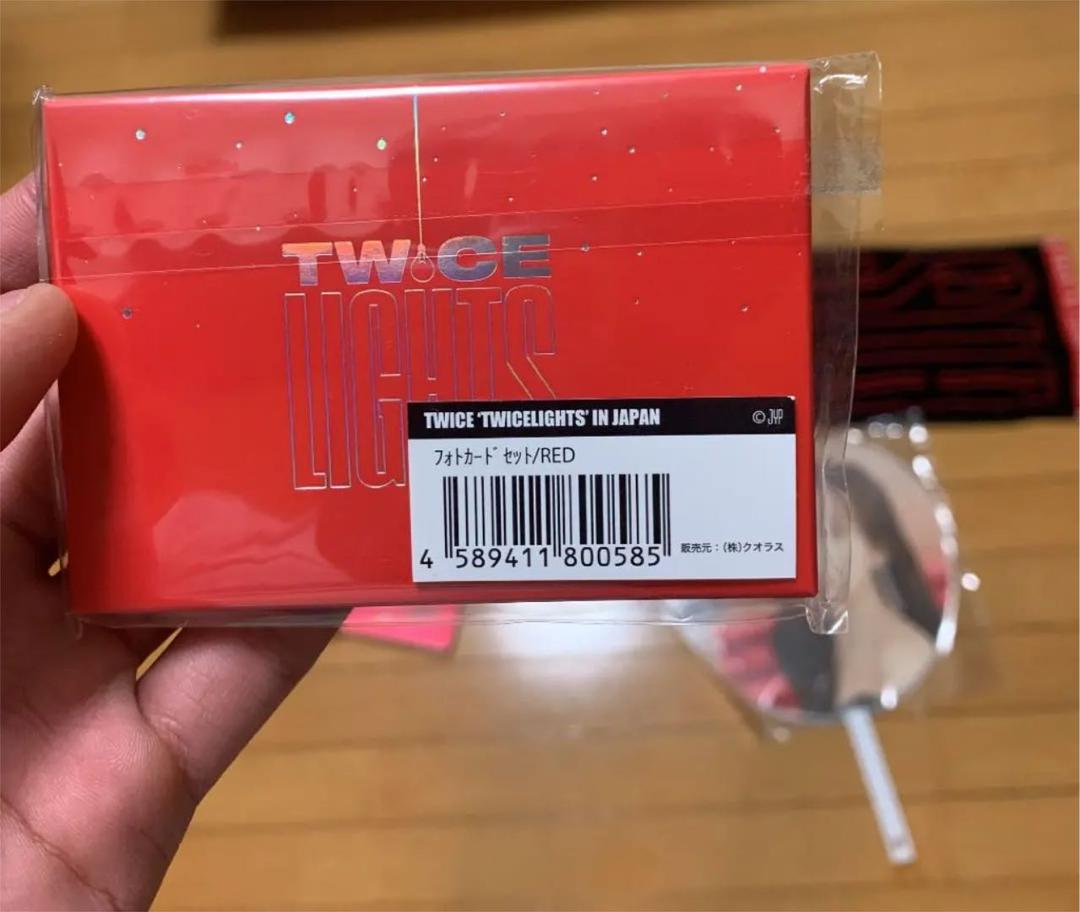 TWICE
LIGHTS
TWICE 'TWICELIGHTS' IN JAPAN
© JYP
フォトカード セット/RED
4 589411 800585
販売元:(株)クオラス